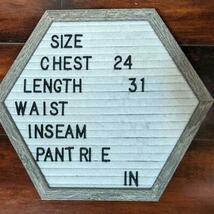 SIZE
CHEST 24
LENGTH 31
WAIST
INSEAM
PANT RI E
IN